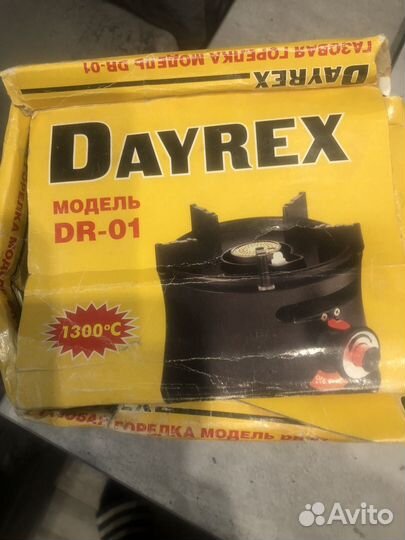 ГАЗОВАЯ ГОРЕЛКА МОДЕЛЬ DR-01
DAYREX
DAYREX
МОДЕЛЬ
DR-01
1300°C
ГОРЕЛКА МОДЕЛЬ
Avito